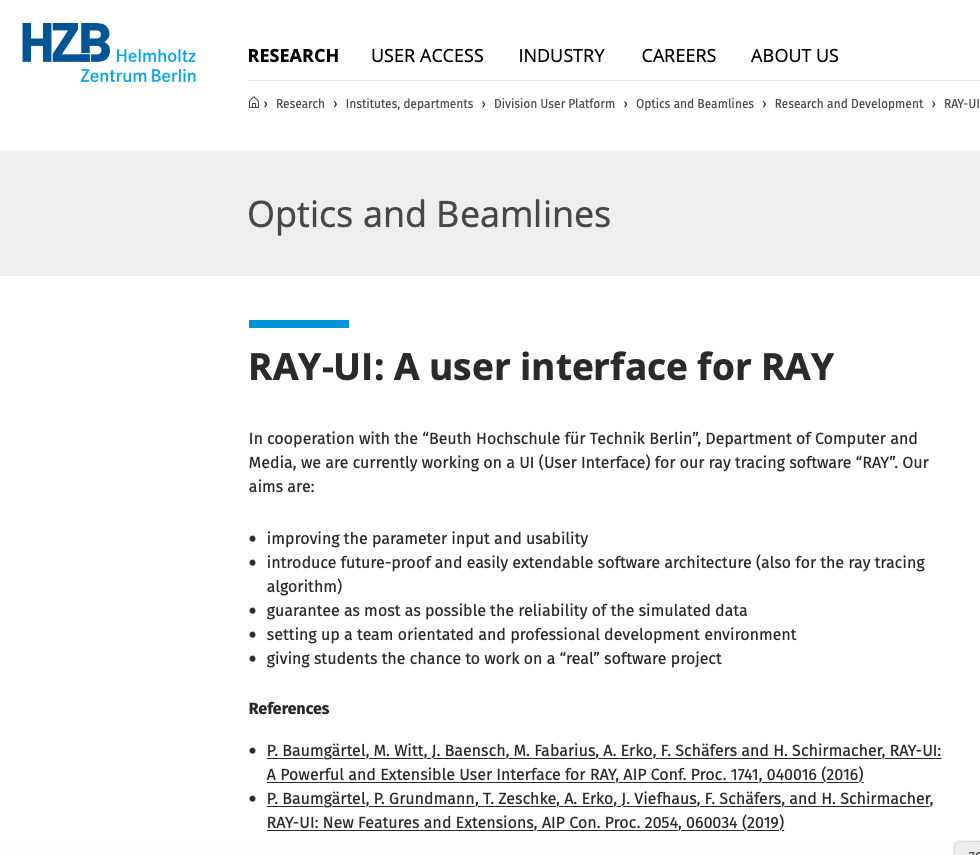 HZB Helmholtz
Zentrum Berlin
RESEARCH USER ACCESS INDUSTRY CAREERS ABOUT US
› Research › Institutes, departments › Division User Platform › Optics and Beamlines › Research and Development › RAY-UI
Optics and Beamlines
RAY-UI: A user interface for RAY
In cooperation with the “Beuth Hochschule für Technik Berlin”, Department of Computer and
Media, we are currently working on a UI (User Interface) for our ray tracing software “RAY”. Our
aims are:
• improving the parameter input and usability
• introduce future-proof and easily extendable software architecture (also for the ray tracing
algorithm)
• guarantee as most as possible the reliability of the simulated data
• setting up a team orientated and professional development environment
• giving students the chance to work on a “real” software project
References
• P. Baumgärtel, M. Witt, J. Baensch, M. Fabarius, A. Erko, F. Schäfers and H. Schirmacher, RAY-UI:
A Powerful and Extensible User Interface for RAY, AIP Conf. Proc. 1741, 040016 (2016)
• P. Baumgärtel, P. Grundmann, T. Zeschke, A. Erko, J. Viefhaus, F. Schäfers, and H. Schirmacher,
RAY-UI: New Features and Extensions, AIP Con. Proc. 2054, 060034 (2019)